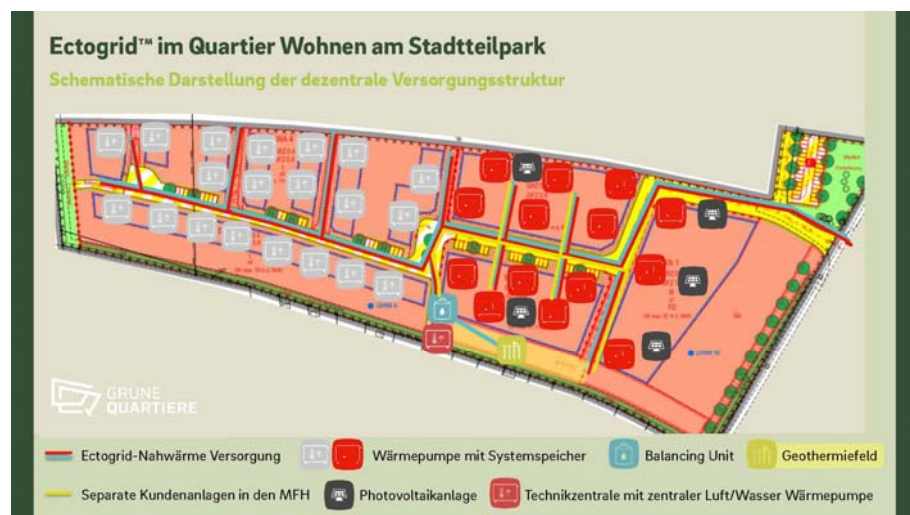 Ectogrid™ im Quartier Wohnen am Stadtteilpark
Schematische Darstellung der dezentrale Versorgungsstruktur
GRÜNE
QUARTIERE
Ectogrid-Nahwärme Versorgung
Wärmepumpe mit Systemspeicher
Balancing Unit
Geothermiefeld
Separate Kundenanlagen in den MFH
Photovoltaikanlage
Technikzentrale mit zentraler Luft/Wasser Wärmepumpe